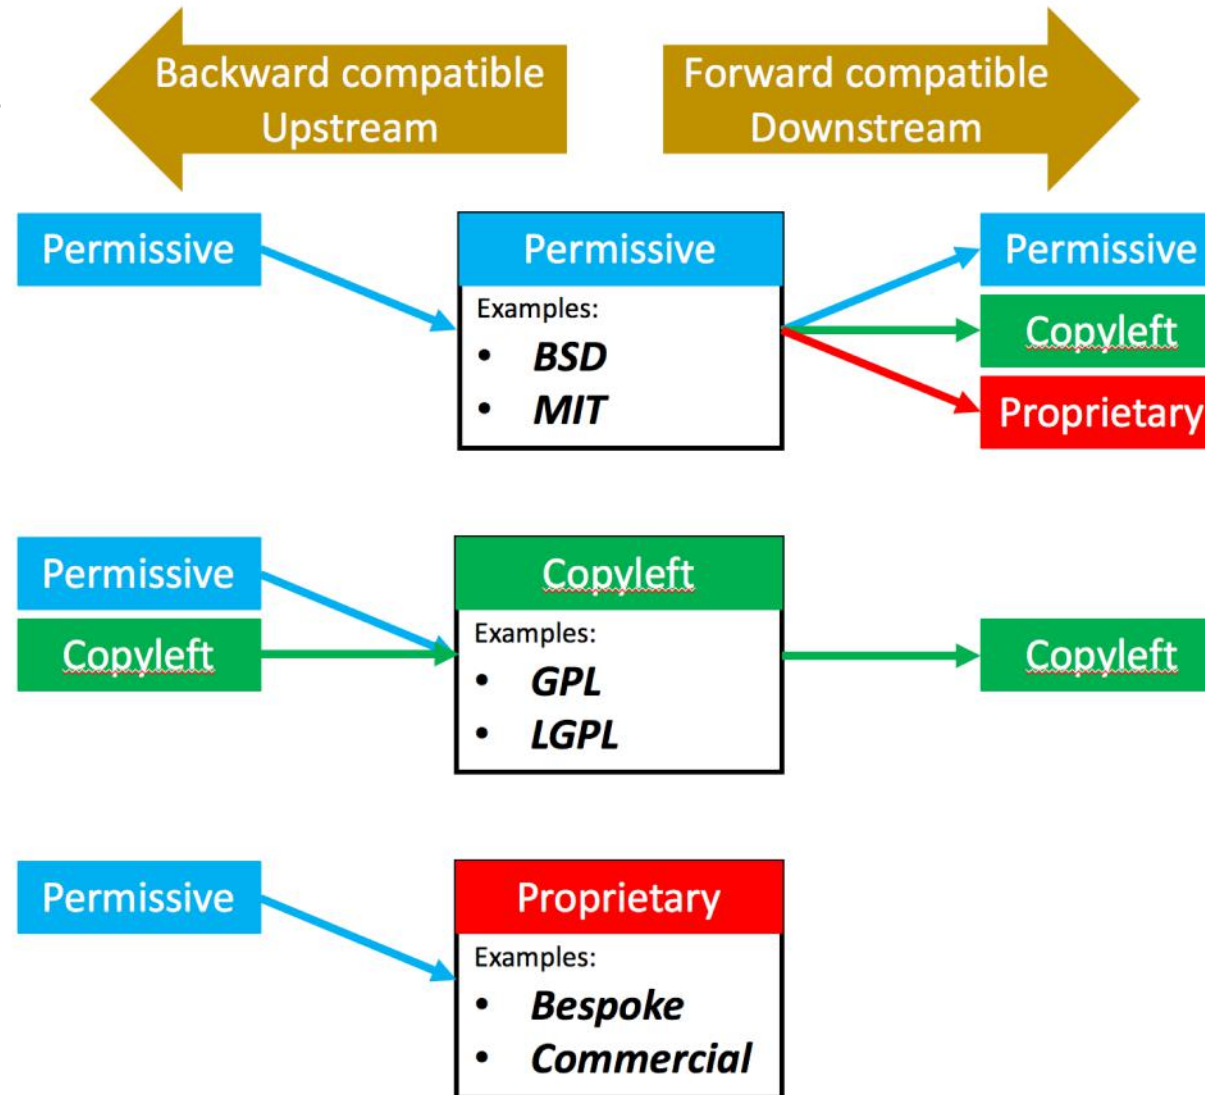 Backward compatible
Upstream
Forward compatible
Downstream
Permissive
Permissive
Examples:
• BSD
• MIT
Permissive
Copyleft
Proprietary
Permissive
Copyleft
Copyleft
Examples:
• GPL
• LGPL
Copyleft
Permissive
Proprietary
Examples:
• Bespoke
• Commercial